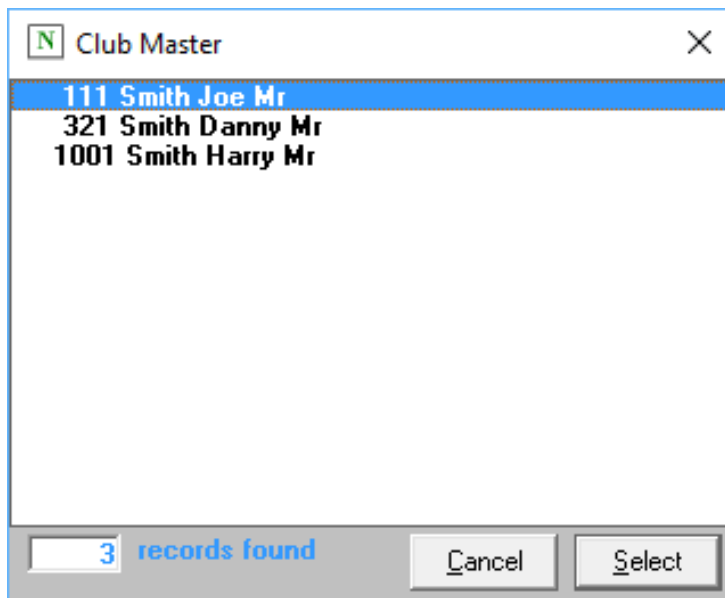 N Club Master
111 Smith Joe Mr
321 Smith Danny Mr
1001 Smith Harry Mr
3 records found
Cancel Select